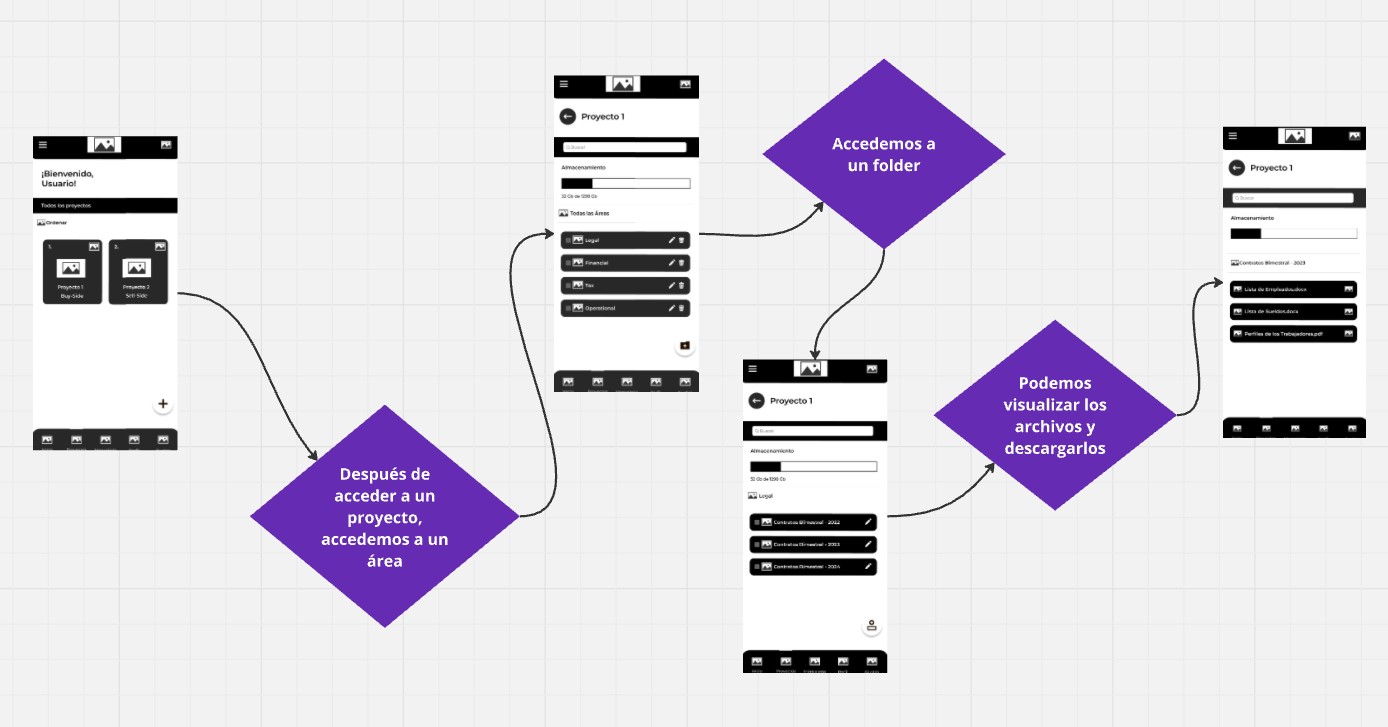 ¡Bienvenido,
Usuario!
Todos los proyectos
Ordenar
1.
2.
Proyecto 1
Buy-Side
Proyecto 2
Sell Side
Después de
acceder a un
proyecto,
accedemos a un
área
Proyecto 1
Buscar
Almacenamiento
32 Gb de 1200 Gb
Todas las Áreas
Legal
Financial
Tax
Operational
Accedemos a
un folder
Proyecto 1
Buscar
Almacenamiento
32 Gb de 1200 Gb
Legal
Contratos Bimestral - 2022
Contratos Bimestral - 2023
Contratos Bimestral - 2024
Podemos
visualizar los
archivos y
descargarlos
Proyecto 1
Buscar
Almacenamiento
Contratos Bimestral - 2023
Lista de Empleados.docx
Lista de Sueldos.docx
Perfiles de los Trabajadores.pdf